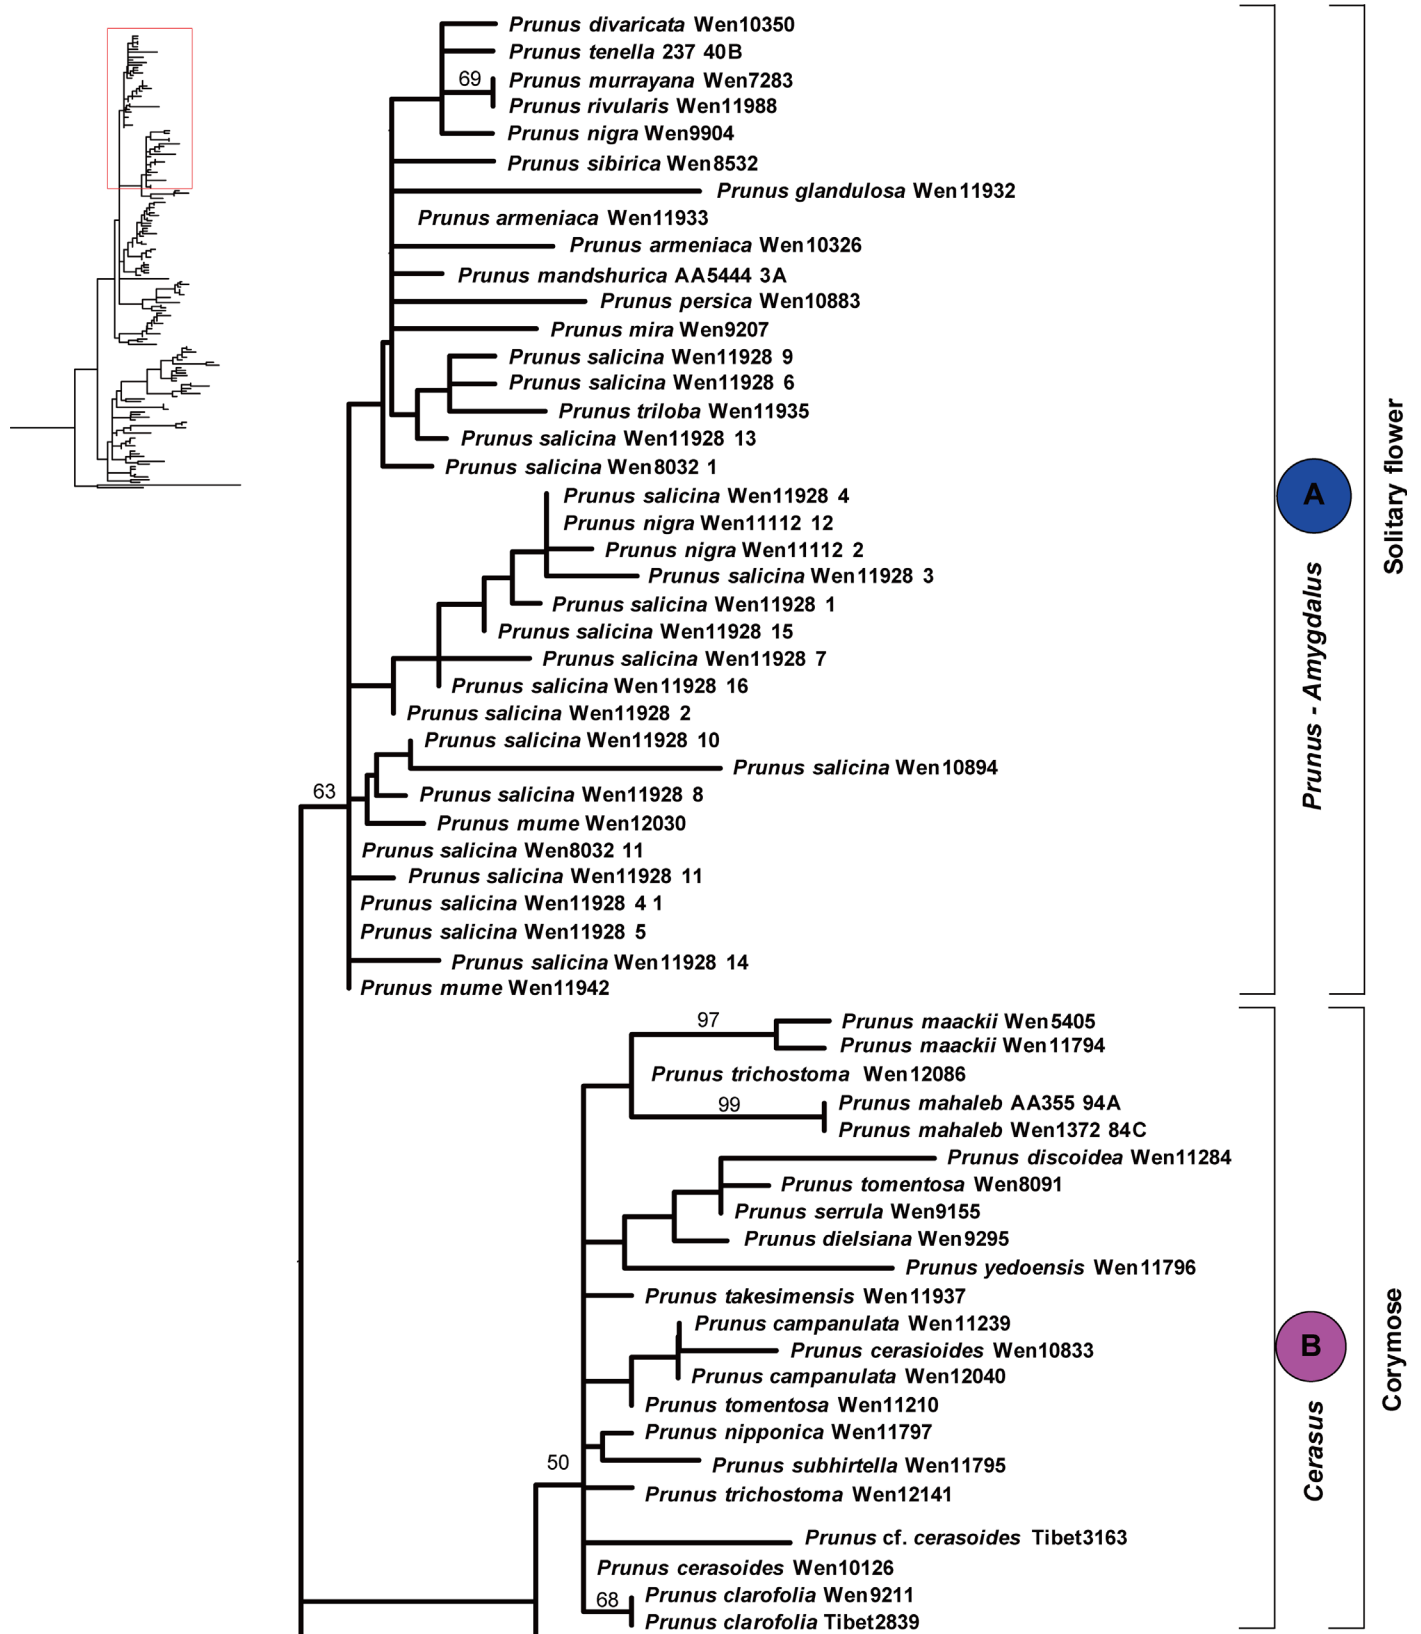 Prunus divaricata Wen10350
Prunus tenella 237 40B
69
Prunus murrayana Wen7283
Prunus rivularis Wen11988
Prunus nigra Wen9904
Prunus sibirica Wen8532
Prunus glandulosa Wen11932
Prunus armeniaca Wen11933
Prunus armeniaca Wen10326
Prunus mandshurica AA5444 3A
Prunus persica Wen10883
Prunus mira Wen9207
Prunus salicina Wen11928 9
Prunus salicina Wen11928 6
Prunus triloba Wen11935
Prunus salicina Wen11928 13
Prunus salicina Wen8032 1
Prunus salicina Wen11928 4
Prunus nigra Wen11112 12
Prunus nigra Wen11112 2
Prunus salicina Wen11928 3
Prunus salicina Wen11928 1
Prunus salicina Wen11928 15
Prunus salicina Wen11928 7
Prunus salicina Wen11928 16
Prunus salicina Wen11928 2
Prunus salicina Wen11928 10
Prunus salicina Wen10894
63
Prunus salicina Wen11928 8
Prunus mume Wen12030
Prunus salicina Wen8032 11
Prunus salicina Wen11928 11
Prunus salicina Wen11928 4 1
Prunus salicina Wen11928 5
Prunus salicina Wen11928 14
Prunus mume Wen11942
A
Prunus - Amygdalus
Solitary flower
97
Prunus maackii Wen5405
Prunus maackii Wen11794
Prunus trichostoma Wen12086
99
Prunus mahaleb AA355 94A
Prunus mahaleb Wen1372 84C
Prunus discoidea Wen11284
Prunus tomentosa Wen8091
Prunus serrula Wen9155
Prunus dielsiana Wen9295
Prunus yedoensis Wen11796
Prunus takesimensis Wen11937
Prunus campanulata Wen11239
Prunus cerasioides Wen10833
Prunus campanulata Wen12040
Prunus tomentosa Wen11210
Prunus nipponica Wen11797
50
Prunus subhirtella Wen11795
Prunus trichostoma Wen12141
Prunus cf. cerasoides Tibet3163
Prunus cerasoides Wen10126
68
Prunus clarofolia Wen9211
Prunus clarofolia Tibet2839
B
Cerasus
Corymose